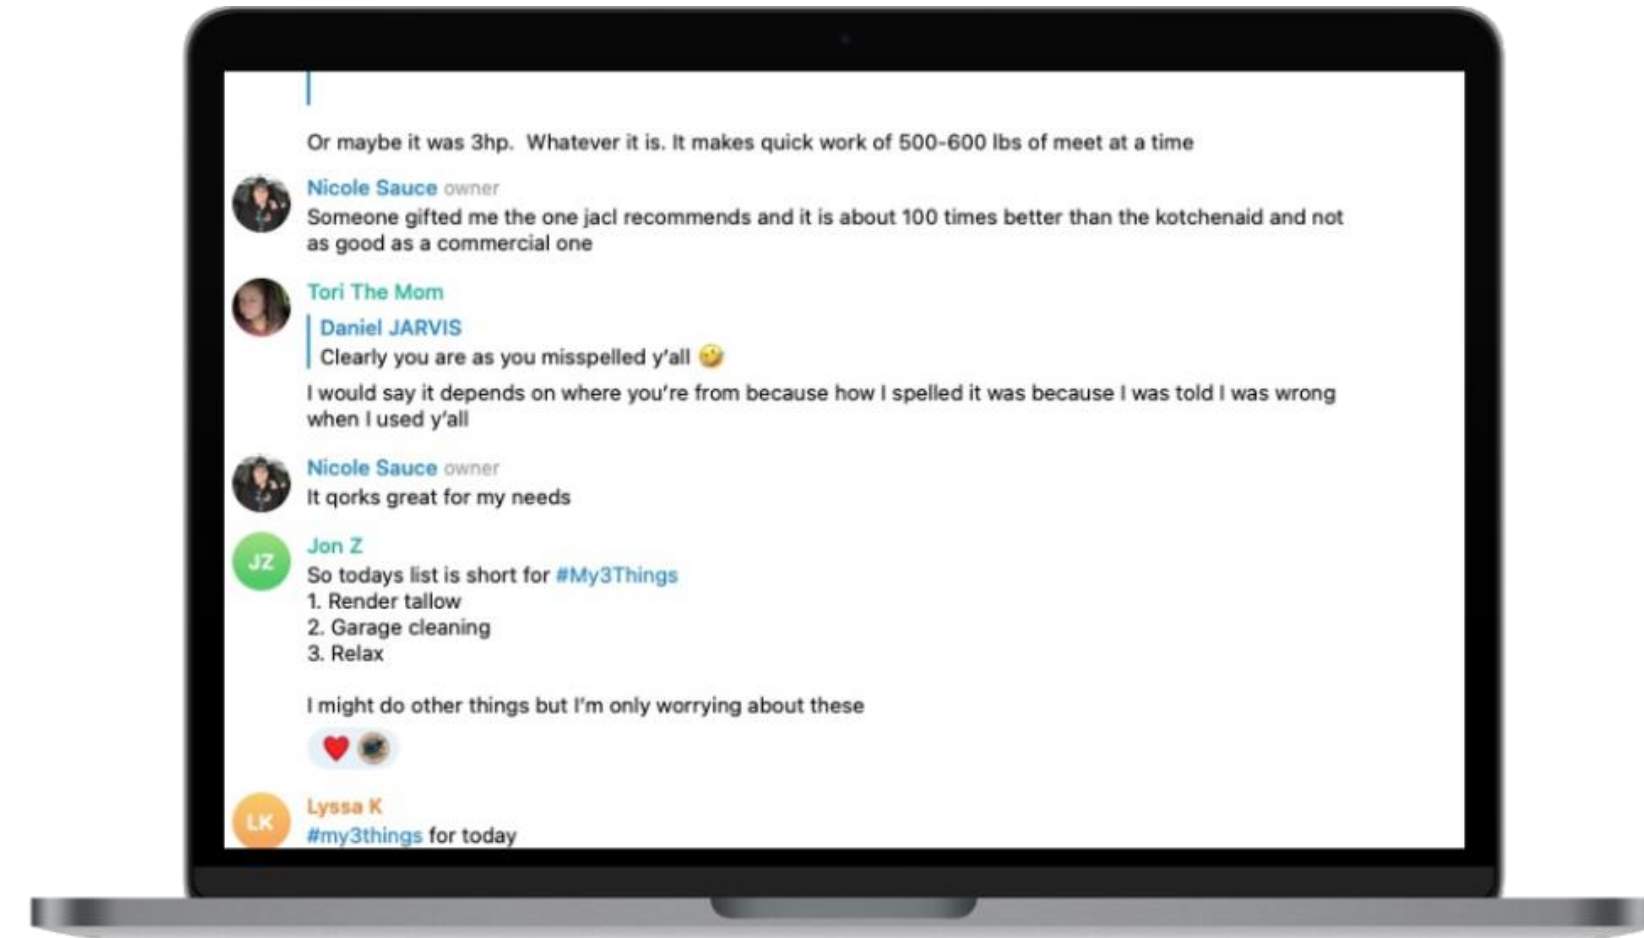 Or maybe it was 3hp.  Whatever it is. It makes quick work of 500-600 lbs of meet at a time
Nicole Sauce owner
Someone gifted me the one jacl recommends and it is about 100 times better than the kotchenaid and not
as good as a commercial one
Tori The Mom
Daniel JARVIS
Clearly you are as you misspelled y'all 🤣
I would say it depends on where you're from because how I spelled it was because I was told I was wrong
when I used y'all
Nicole Sauce owner
It qorks great for my needs
JZ
Jon Z
So todays list is short for #My3Things
1. Render tallow
2. Garage cleaning
3. Relax
I might do other things but I'm only worrying about these
LK
Lyssa K
#my3things for today